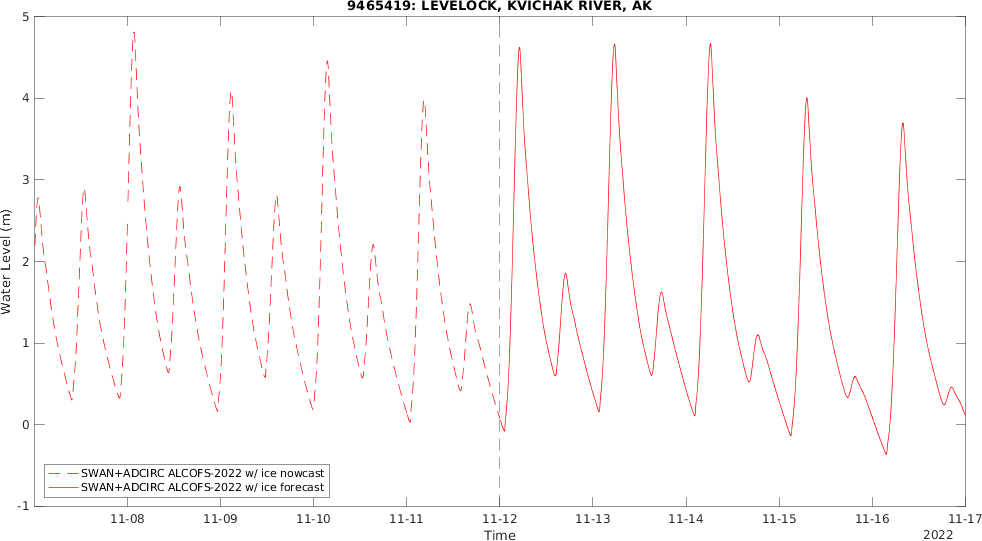 9465419: LEVELOCK, KVICHAK RIVER, AK
5
4
3
2
1
0
-1
Water Level (m)
SWAN+ADCIRC ALCOFS-2022 w/ ice nowcast
SWAN+ADCIRC ALCOFS-2022 w/ ice forecast
11-08 11-09 11-10 11-11 11-12 11-13 11-14 11-15 11-16 11-17
Time
2022